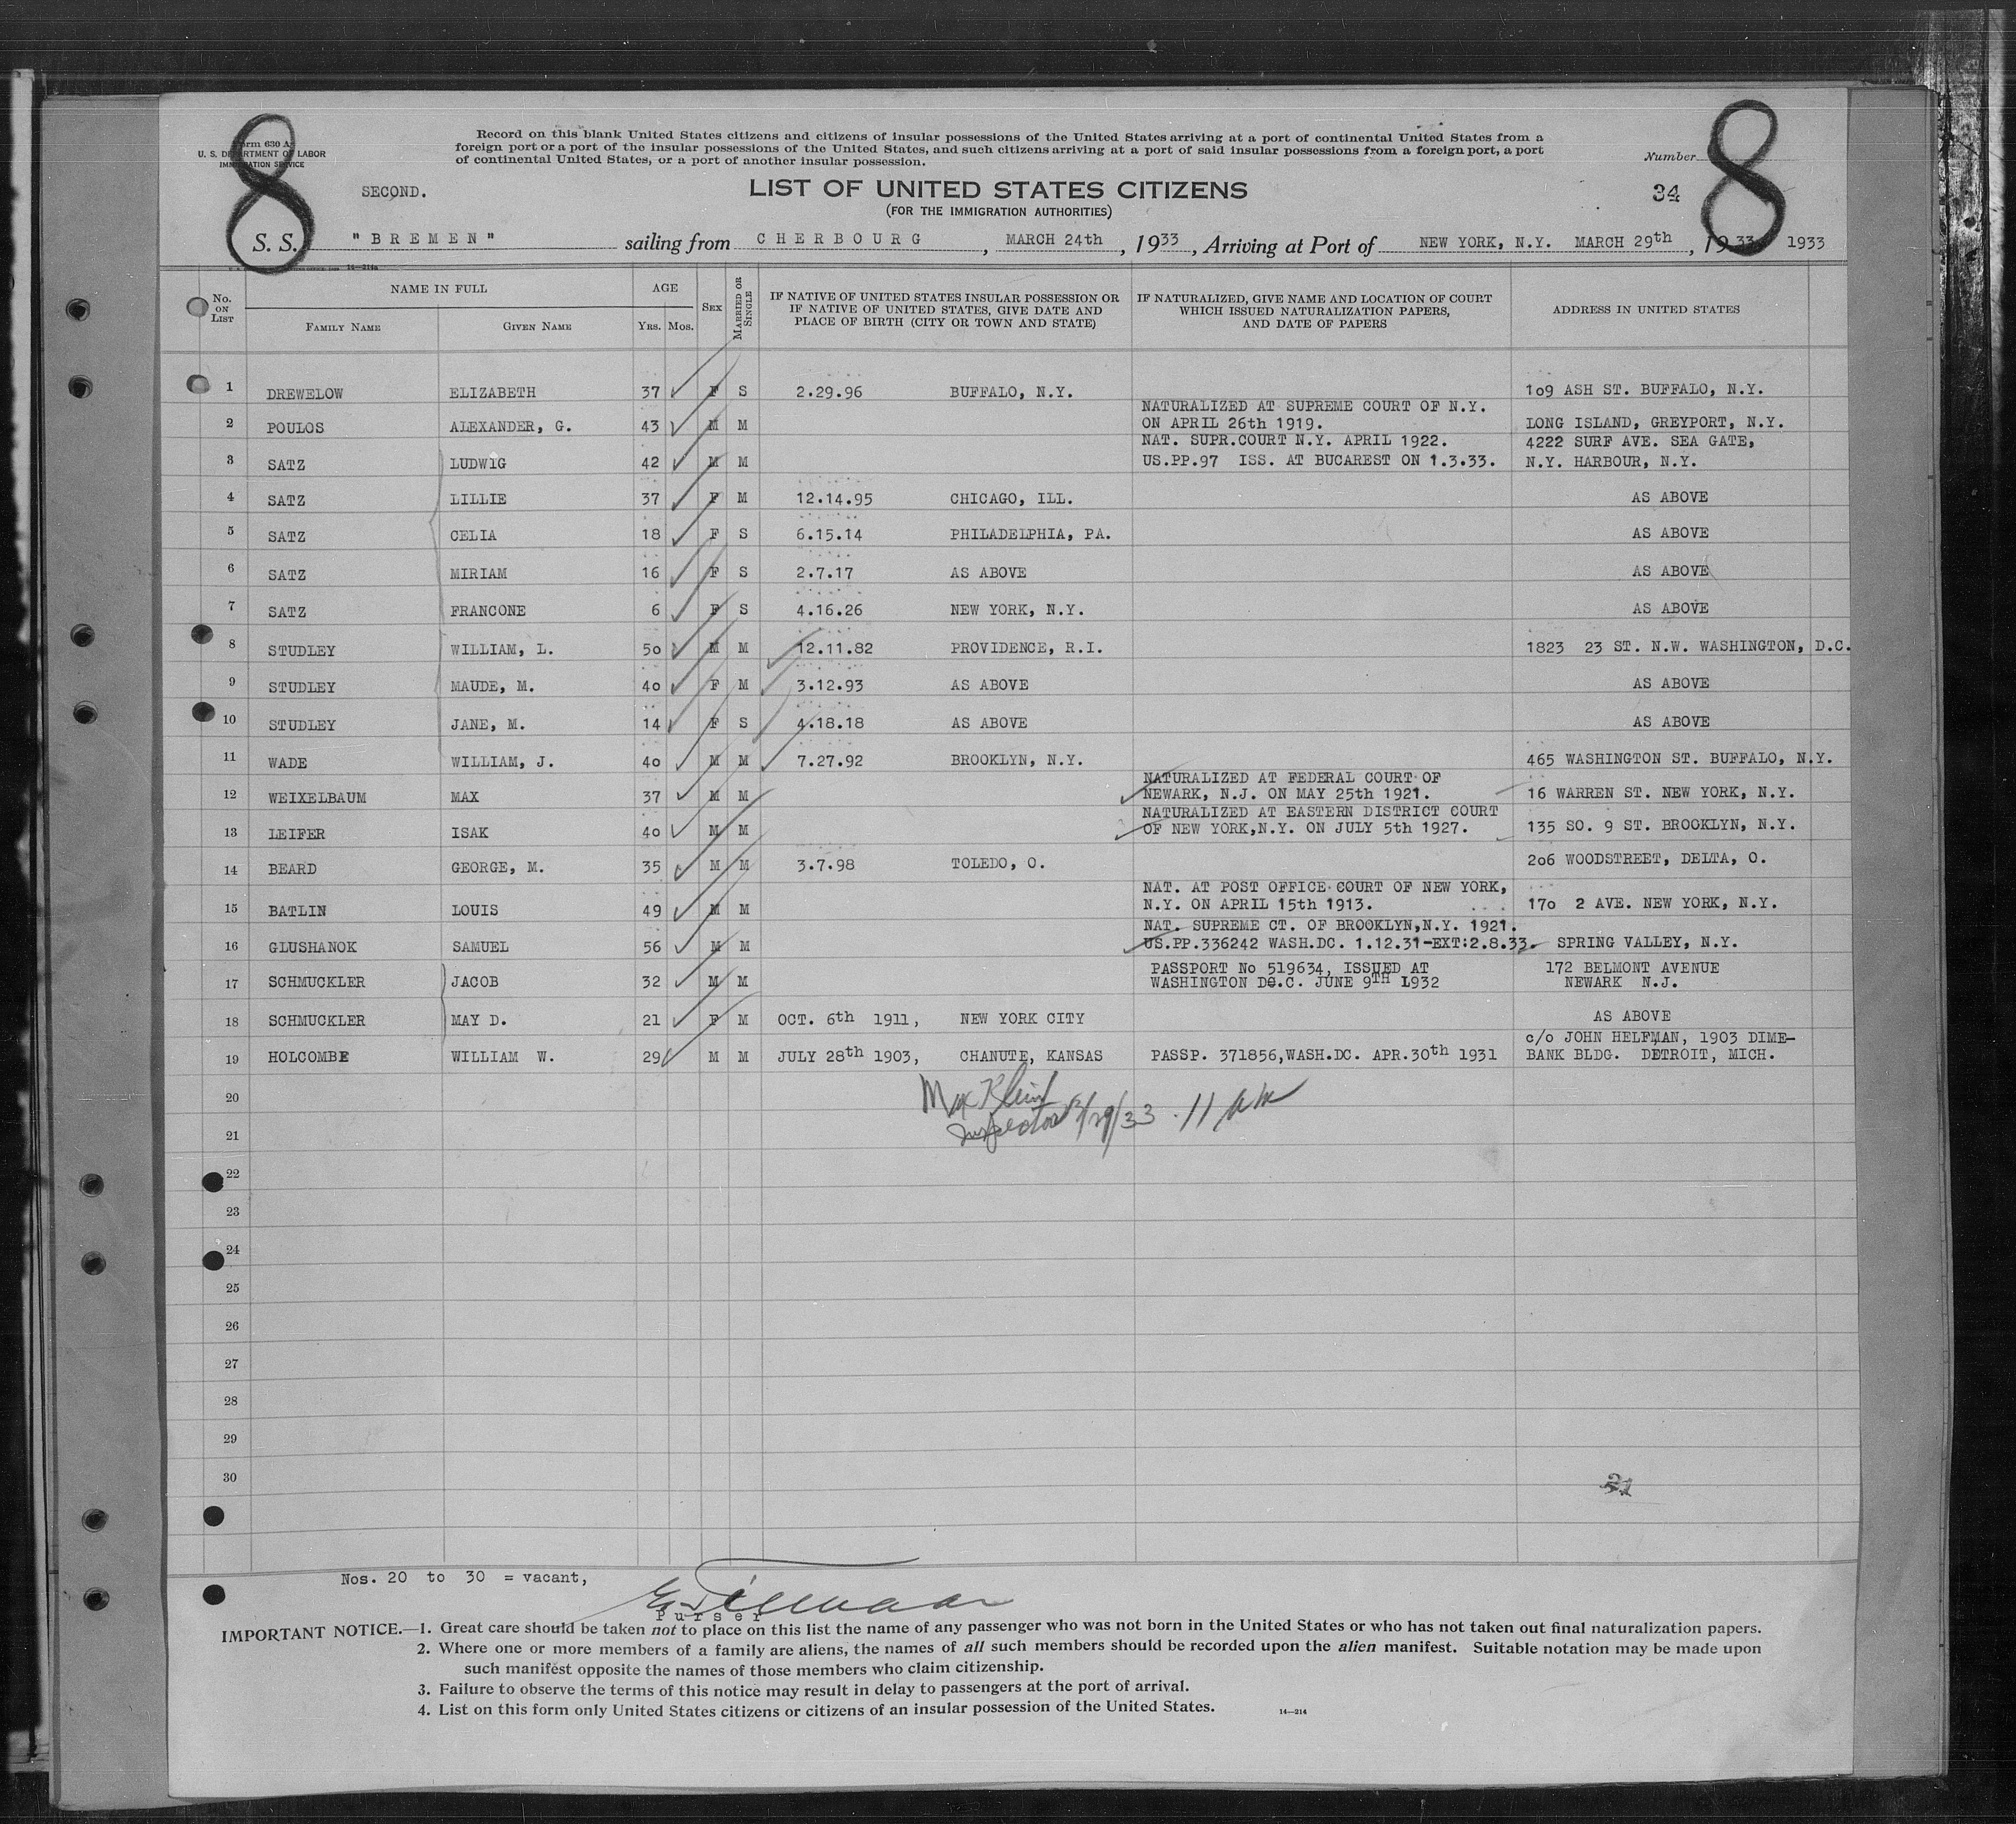 8
8
Form 630 A
U. S. DEPARTMENT OF LABOR
IMMIGRATION SERVICE
Record on this blank United States citizens and citizens of insular possessions of the United States arriving at a port of continental United States from a
foreign port or a port of the insular possessions of the United States, and such citizens arriving at a port of said insular possessions from a foreign port, a port
of continental United States, or a port of another insular possession.
Number
SECOND.
LIST OF UNITED STATES CITIZENS
34
(FOR THE IMMIGRATION AUTHORITIES)
S. S. "BREMEN" sailing from CHERBOURG, MARCH 24th, 1933, Arriving at Port of NEW YORK, N.Y. MARCH 29th, 1933 1933
14—214a
No. ON LIST
NAME IN FULL
FAMILY NAME
GIVEN NAME
AGE
YRS. MOS.
SEX
MARRIED OR SINGLE
IF NATIVE OF UNITED STATES INSULAR POSSESSION OR
IF NATIVE OF UNITED STATES, GIVE DATE AND
PLACE OF BIRTH (CITY OR TOWN AND STATE)
IF NATURALIZED, GIVE NAME AND LOCATION OF COURT
WHICH ISSUED NATURALIZATION PAPERS,
AND DATE OF PAPERS
ADDRESS IN UNITED STATES
1 DREWELOW ELIZABETH 37 F S 2.29.96 BUFFALO, N.Y. 109 ASH ST. BUFFALO, N.Y.
NATURALIZED AT SUPREME COURT OF N.Y.
2 POULOS ALEXANDER, G. 43 M M ON APRIL 26th 1919. LONG ISLAND, GREYPORT, N.Y.
NAT. SUPR.COURT N.Y. APRIL 1922. 4222 SURF AVE. SEA GATE,
3 SATZ LUDWIG 42 M M US.PP.97 ISS. AT BUCAREST ON 1.3.33. N.Y. HARBOUR, N.Y.
4 SATZ LILLIE 37 F M 12.14.95 CHICAGO, ILL. AS ABOVE
5 SATZ CELIA 18 F S 6.15.14 PHILADELPHIA, PA. AS ABOVE
6 SATZ MIRIAM 16 F S 2.7.17 AS ABOVE AS ABOVE
7 SATZ FRANCONE 6 F S 4.16.26 NEW YORK, N.Y. AS ABOVE
8 STUDLEY WILLIAM, L. 50 M M 12.11.82 PROVIDENCE, R.I. 1823 23 ST. N.W. WASHINGTON, D.C.
9 STUDLEY MAUDE, M. 40 F M 3.12.93 AS ABOVE AS ABOVE
10 STUDLEY JANE, M. 14 F S 4.18.18 AS ABOVE AS ABOVE
11 WADE WILLIAM, J. 40 M M 7.27.92 BROOKLYN, N.Y. 465 WASHINGTON ST. BUFFALO, N.Y.
NATURALIZED AT FEDERAL COURT OF
12 WEIXELBAUM MAX 37 M M NEWARK, N.J. ON MAY 25th 1921. 16 WARREN ST. NEW YORK, N.Y.
NATURALIZED AT EASTERN DISTRICT COURT
13 LEIFER ISAK 40 M M OF NEW YORK,N.Y. ON JULY 5th 1927. 135 SO. 9 ST. BROOKLYN, N.Y.
14 BEARD GEORGE, M. 35 M M 3.7.98 TOLEDO, O. 206 WOODSTREET, DELTA, O.
NAT. AT POST OFFICE COURT OF NEW YORK,
15 BATLIN LOUIS 49 M M N.Y. ON APRIL 15th 1913. 170 2 AVE. NEW YORK, N.Y.
NAT. SUPREME CT. OF BROOKLYN,N.Y. 1921.
16 GLUSHANOK SAMUEL 56 M M US.PP.336242 WASH.DC. 1.12.31-EXT:2.8.33. SPRING VALLEY, N.Y.
PASSPORT No 519634, ISSUED AT 172 BELMONT AVENUE
17 SCHMUCKLER JACOB 32 M M WASHINGTON D.C. JUNE 9TH 1932 NEWARK N.J.
18 SCHMUCKLER MAY D. 21 F M OCT. 6th 1911, NEW YORK CITY AS ABOVE
c/o JOHN HELFMAN, 1903 DIME-
19 HOLCOMBE WILLIAM W. 29 M M JULY 28th 1903, CHANUTE, KANSAS PASSP. 371856,WASH.DC. APR.30th 1931 BANK BLDG. DETROIT, MICH.
20
Max Klein
Inspector 3/29/33 . 11 am
21
22
23
24
25
26
27
28
29
30
21
Nos. 20 to 30 = vacant,
Purser
IMPORTANT NOTICE.—1. Great care should be taken not to place on this list the name of any passenger who was not born in the United States or who has not taken out final naturalization papers.
2. Where one or more members of a family are aliens, the names of all such members should be recorded upon the alien manifest. Suitable notation may be made upon
such manifest opposite the names of those members who claim citizenship.
3. Failure to observe the terms of this notice may result in delay to passengers at the port of arrival.
4. List on this form only United States citizens or citizens of an insular possession of the United States. 14—214